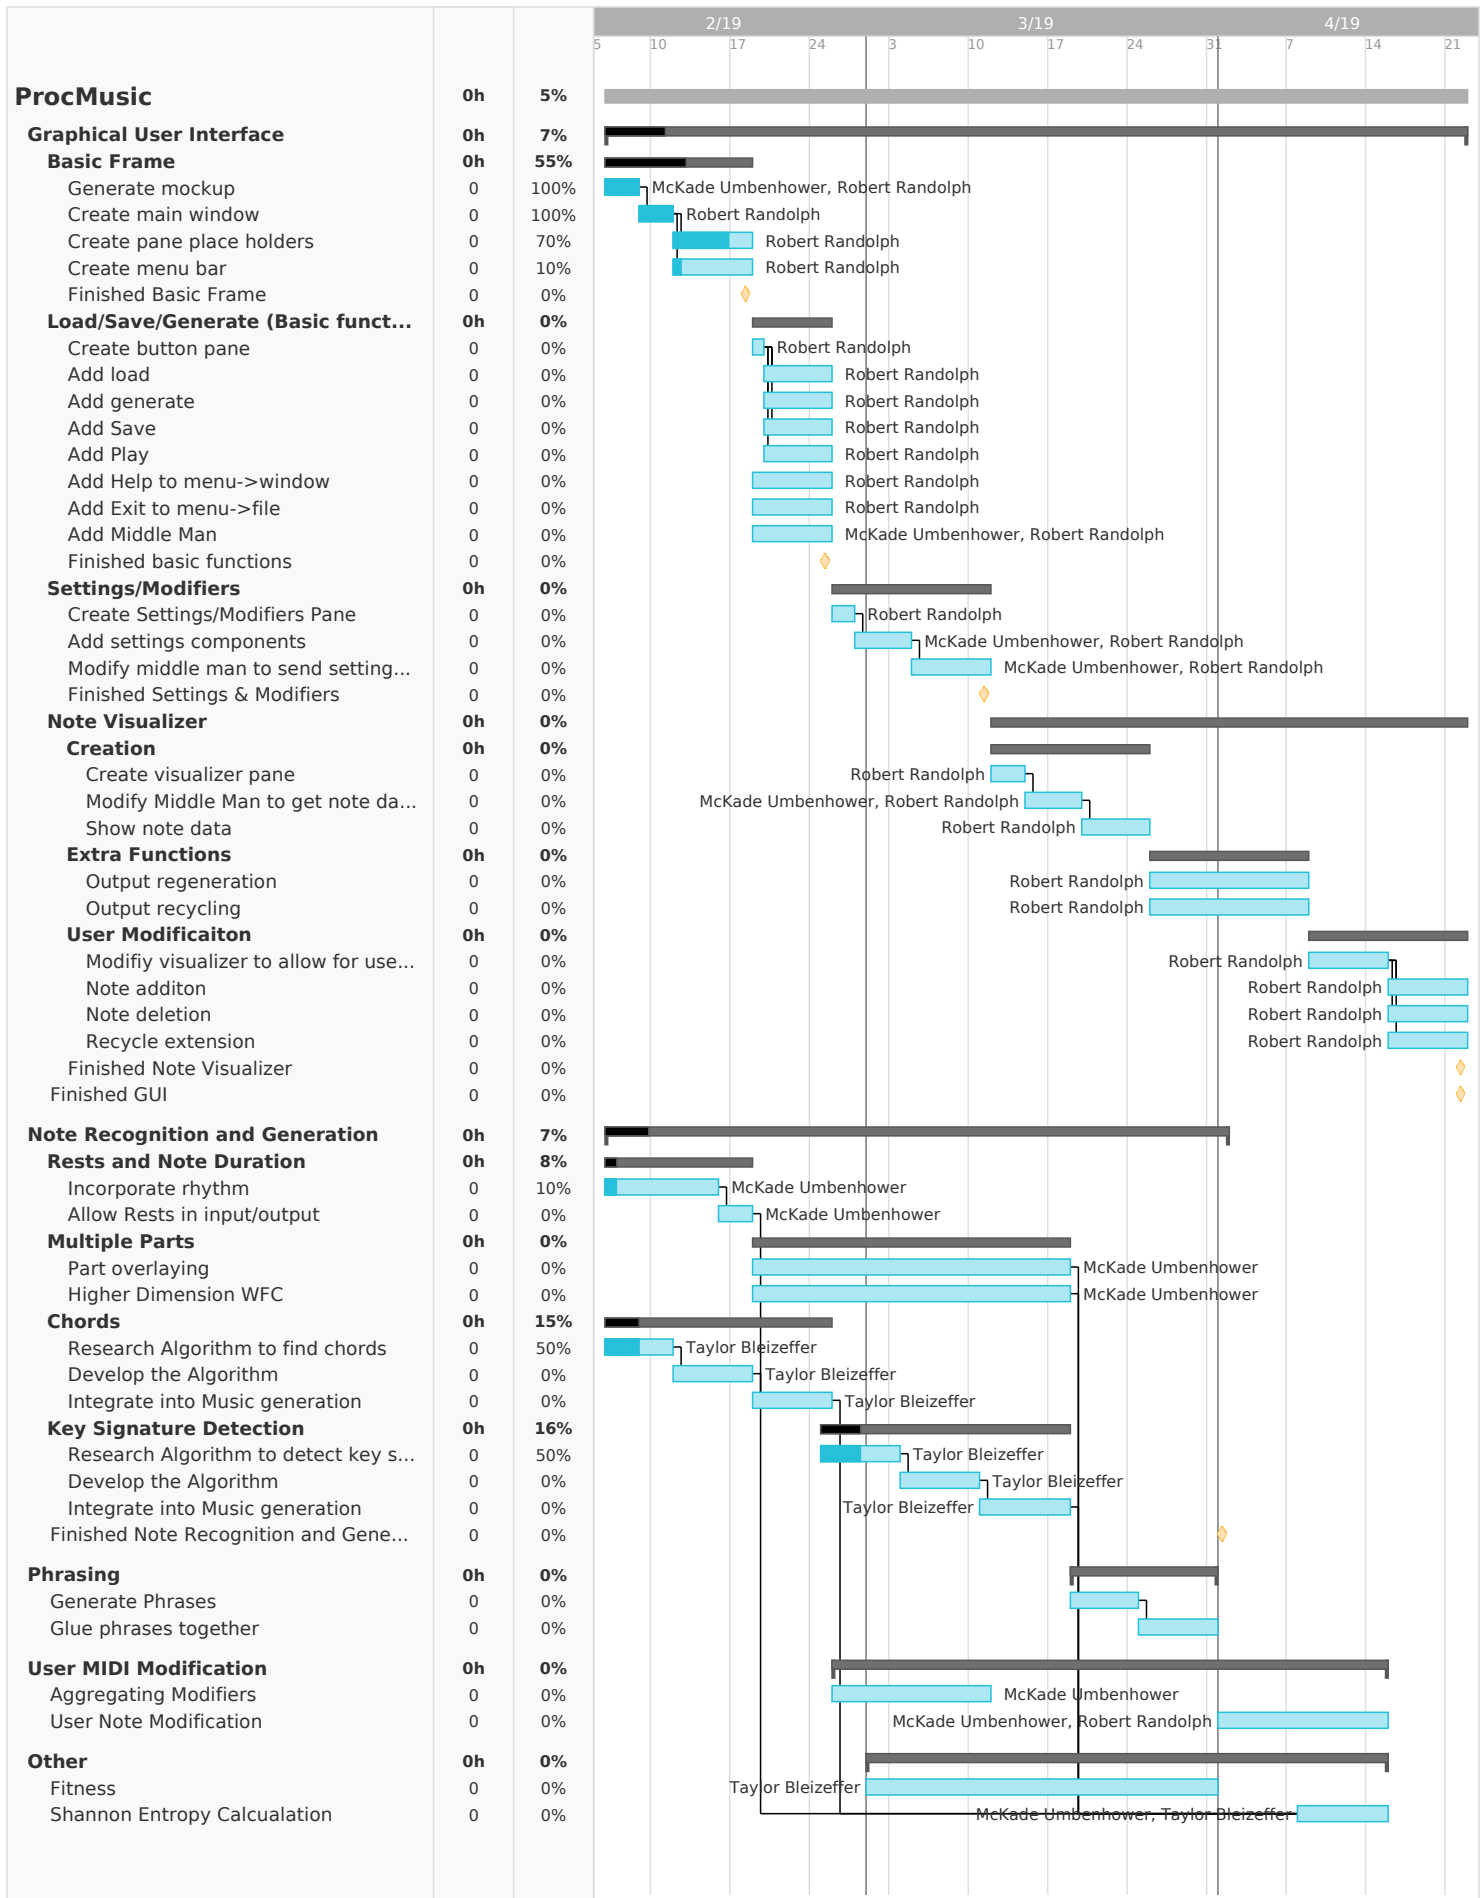 2/19 3/19 4/19
5 10 17 24 3 10 17 24 31 7 14 21
ProcMusic 0h 5%
Graphical User Interface 0h 7%
Basic Frame 0h 55%
Generate mockup 0 100% McKade Umbenhower, Robert Randolph
Create main window 0 100% Robert Randolph
Create pane place holders 0 70% Robert Randolph
Create menu bar 0 10% Robert Randolph
Finished Basic Frame 0 0%
Load/Save/Generate (Basic funct... 0h 0%
Create button pane 0 0% Robert Randolph
Add load 0 0% Robert Randolph
Add generate 0 0% Robert Randolph
Add Save 0 0% Robert Randolph
Add Play 0 0% Robert Randolph
Add Help to menu->window 0 0% Robert Randolph
Add Exit to menu->file 0 0% Robert Randolph
Add Middle Man 0 0% McKade Umbenhower, Robert Randolph
Finished basic functions 0 0%
Settings/Modifiers 0h 0%
Create Settings/Modifiers Pane 0 0% Robert Randolph
Add settings components 0 0% McKade Umbenhower, Robert Randolph
Modify middle man to send setting... 0 0% McKade Umbenhower, Robert Randolph
Finished Settings & Modifiers 0 0%
Note Visualizer 0h 0%
Creation 0h 0%
Create visualizer pane 0 0% Robert Randolph
Modify Middle Man to get note da... 0 0% McKade Umbenhower, Robert Randolph
Show note data 0 0% Robert Randolph
Extra Functions 0h 0%
Output regeneration 0 0% Robert Randolph
Output recycling 0 0% Robert Randolph
User Modificaiton 0h 0%
Modifiy visualizer to allow for use... 0 0% Robert Randolph
Note additon 0 0% Robert Randolph
Note deletion 0 0% Robert Randolph
Recycle extension 0 0% Robert Randolph
Finished Note Visualizer 0 0%
Finished GUI 0 0%
Note Recognition and Generation 0h 7%
Rests and Note Duration 0h 8%
Incorporate rhythm 0 10% McKade Umbenhower
Allow Rests in input/output 0 0% McKade Umbenhower
Multiple Parts 0h 0%
Part overlaying 0 0% McKade Umbenhower
Higher Dimension WFC 0 0% McKade Umbenhower
Chords 0h 15%
Research Algorithm to find chords 0 50% Taylor Bleizeffer
Develop the Algorithm 0 0% Taylor Bleizeffer
Integrate into Music generation 0 0% Taylor Bleizeffer
Key Signature Detection 0h 16%
Research Algorithm to detect key s... 0 50% Taylor Bleizeffer
Develop the Algorithm 0 0% Taylor Bleizeffer
Integrate into Music generation 0 0% Taylor Bleizeffer
Finished Note Recognition and Gene... 0 0%
Phrasing 0h 0%
Generate Phrases 0 0%
Glue phrases together 0 0%
User MIDI Modification 0h 0%
Aggregating Modifiers 0 0% McKade Umbenhower
User Note Modification 0 0% McKade Umbenhower, Robert Randolph
Other 0h 0%
Fitness 0 0% Taylor Bleizeffer
Shannon Entropy Calcualation 0 0% McKade Umbenhower, Taylor Bleizeffer